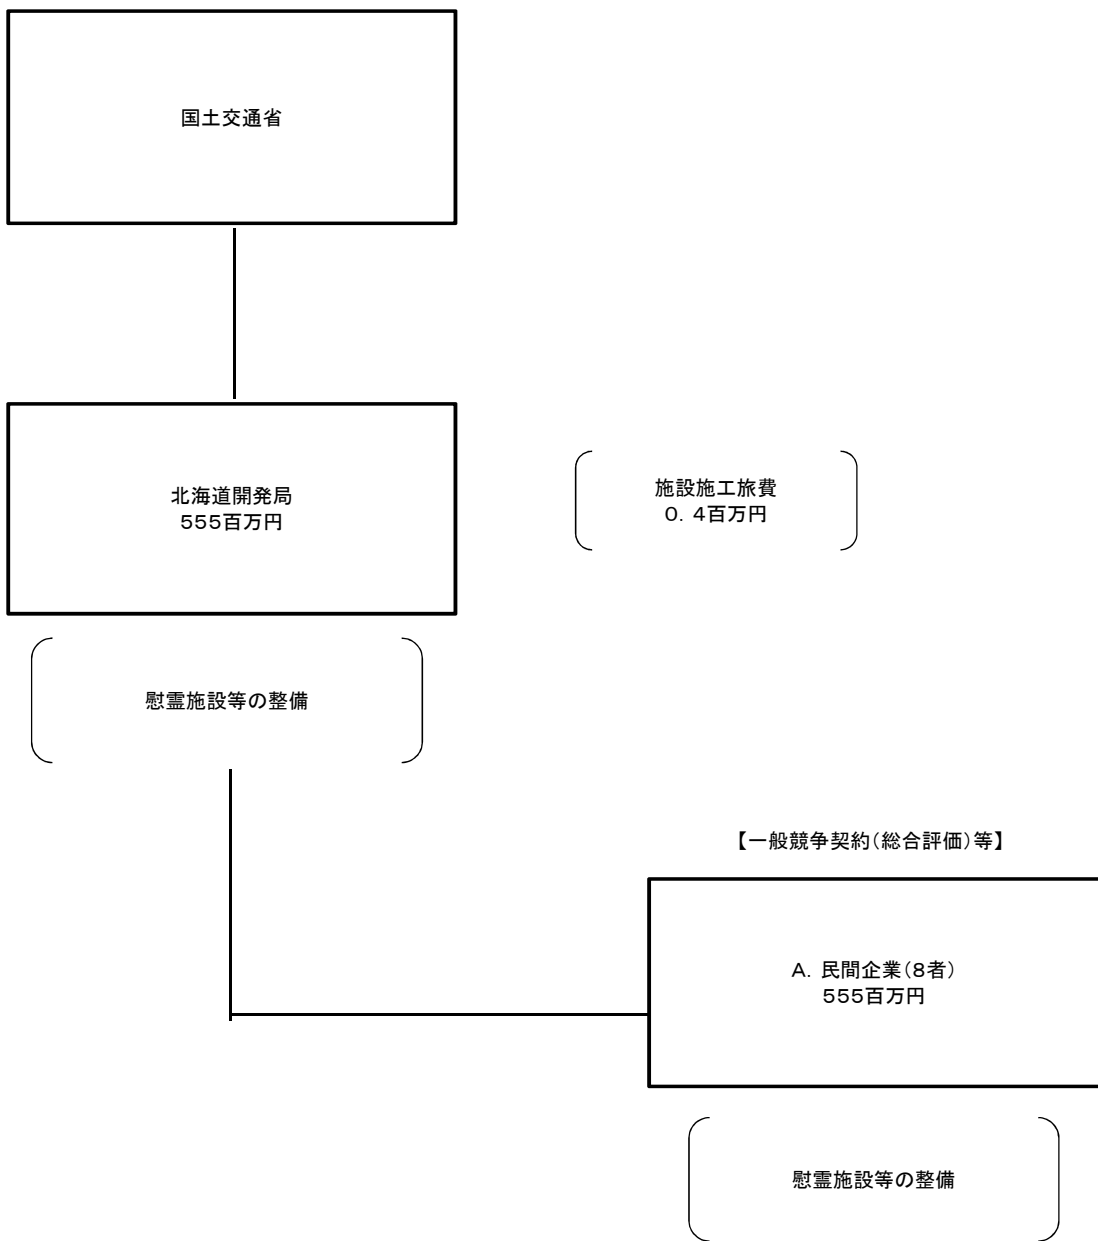 国土交通省
北海道開発局
555百万円
施設施工旅費
0．4百万円
慰霊施設等の整備
【一般競争契約（総合評価）等】
A．民間企業（8者）
555百万円
慰霊施設等の整備